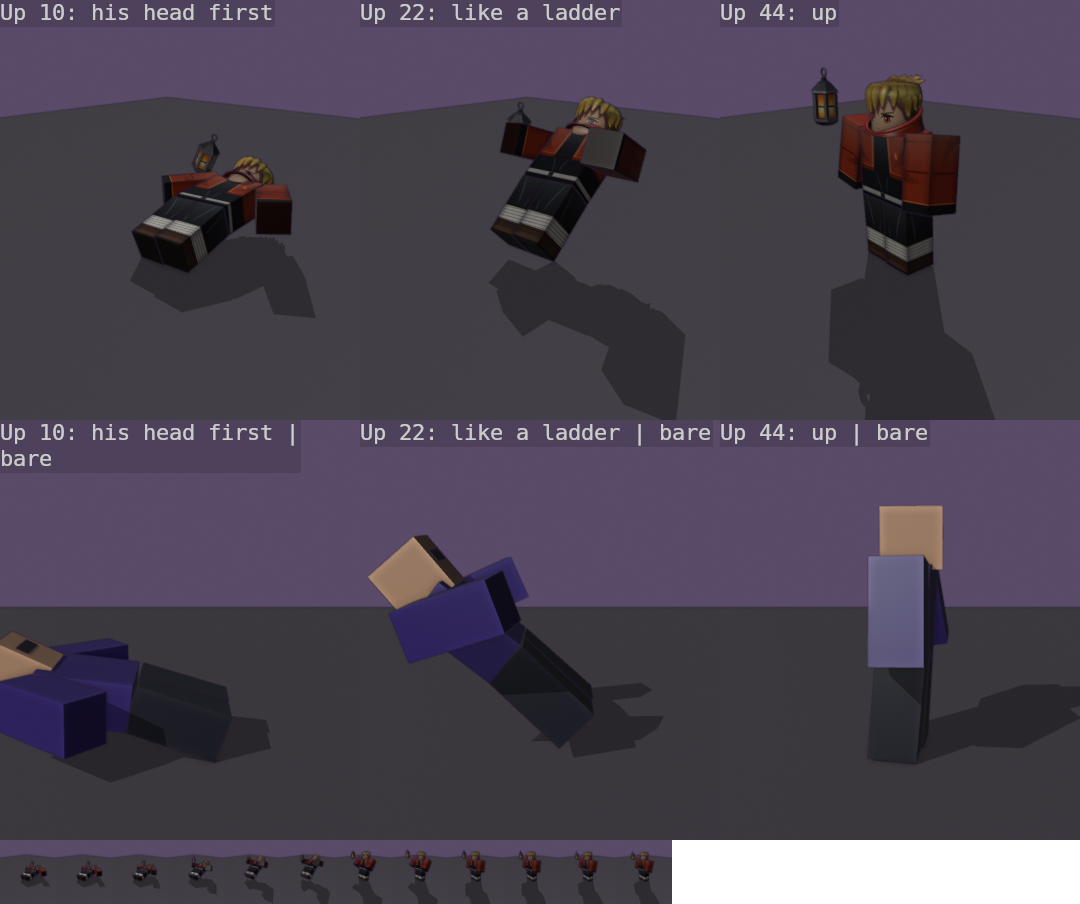 Up 10: his head first
Up 22: like a ladder
Up 44: up
Up 10: his head first |
bare
Up 22: like a ladder | bare
Up 44: up | bare